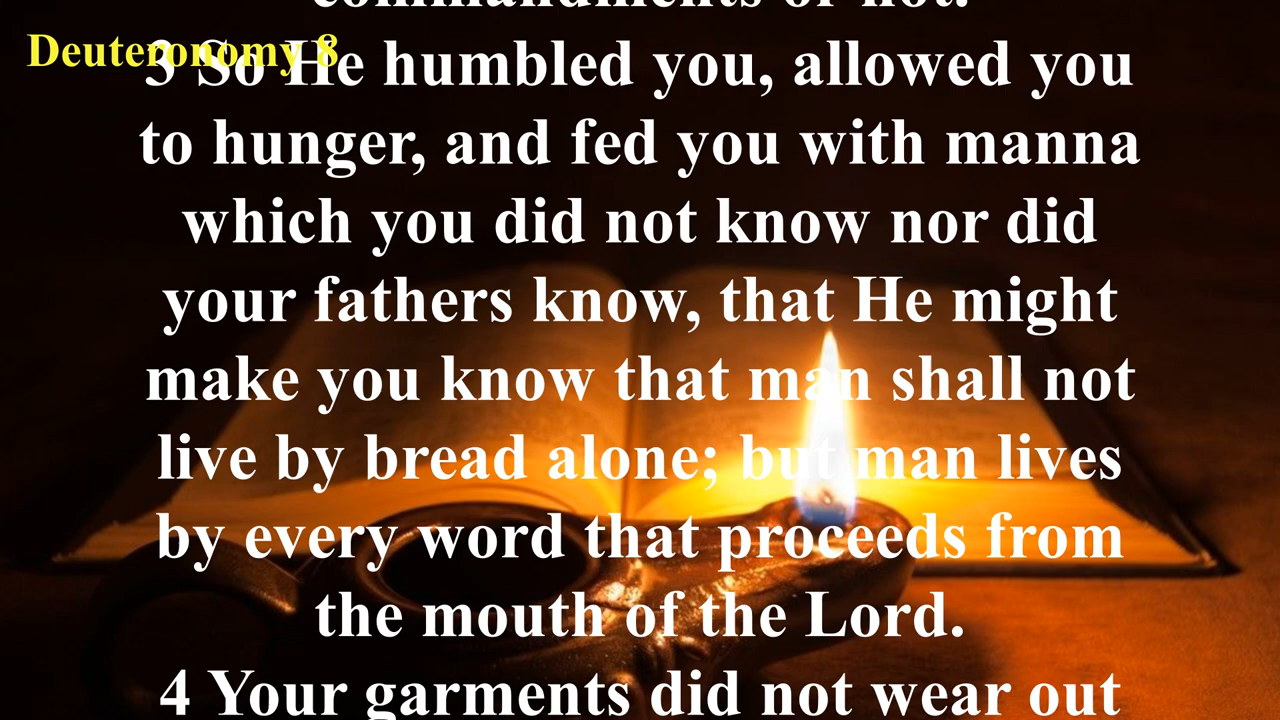 commandments or not.
Deuteronomy 8
3 So He humbled you, allowed you
to hunger, and fed you with manna
which you did not know nor did
your fathers know, that He might
make you know that man shall not
live by bread alone; but man lives
by every word that proceeds from
the mouth of the Lord.
4 Your garments did not wear out